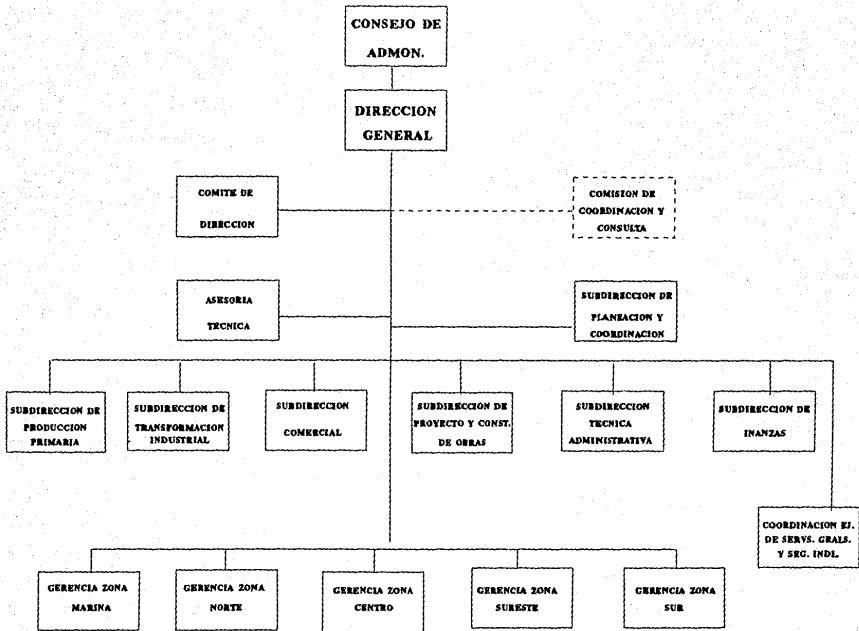 CONSEJO DE
ADMON.
DIRECCION
GENERAL
COMITE DE
DIRECCION
COMISION DE
COORDINACION Y
CONSULTA
ASESORIA
TECNICA
SUBDIRECCION DE
PLANEACION Y
COORDINACION
SUBDIRECCION DE
PRODUCCION
PRIMARIA
SUBDIRECCION DE
TRANSFORMACION
INDUSTRIAL
SUBDIRECCION
COMERCIAL
SUBDIRECCION DE
PROYECTO Y CONST.
DE OBRAS
SUBDIRECCION
TECNICA
ADMINISTRATIVA
SUBDIRECCION DE
INANZAS
COORDINACION EJ.
DE SERVS. GRALS.
Y SEG. INDL.
GERENCIA ZONA
MARINA
GERENCIA ZONA
NORTE
GERENCIA ZONA
CENTRO
GERENCIA ZONA
SURESTE
GERENCIA ZONA
SUR